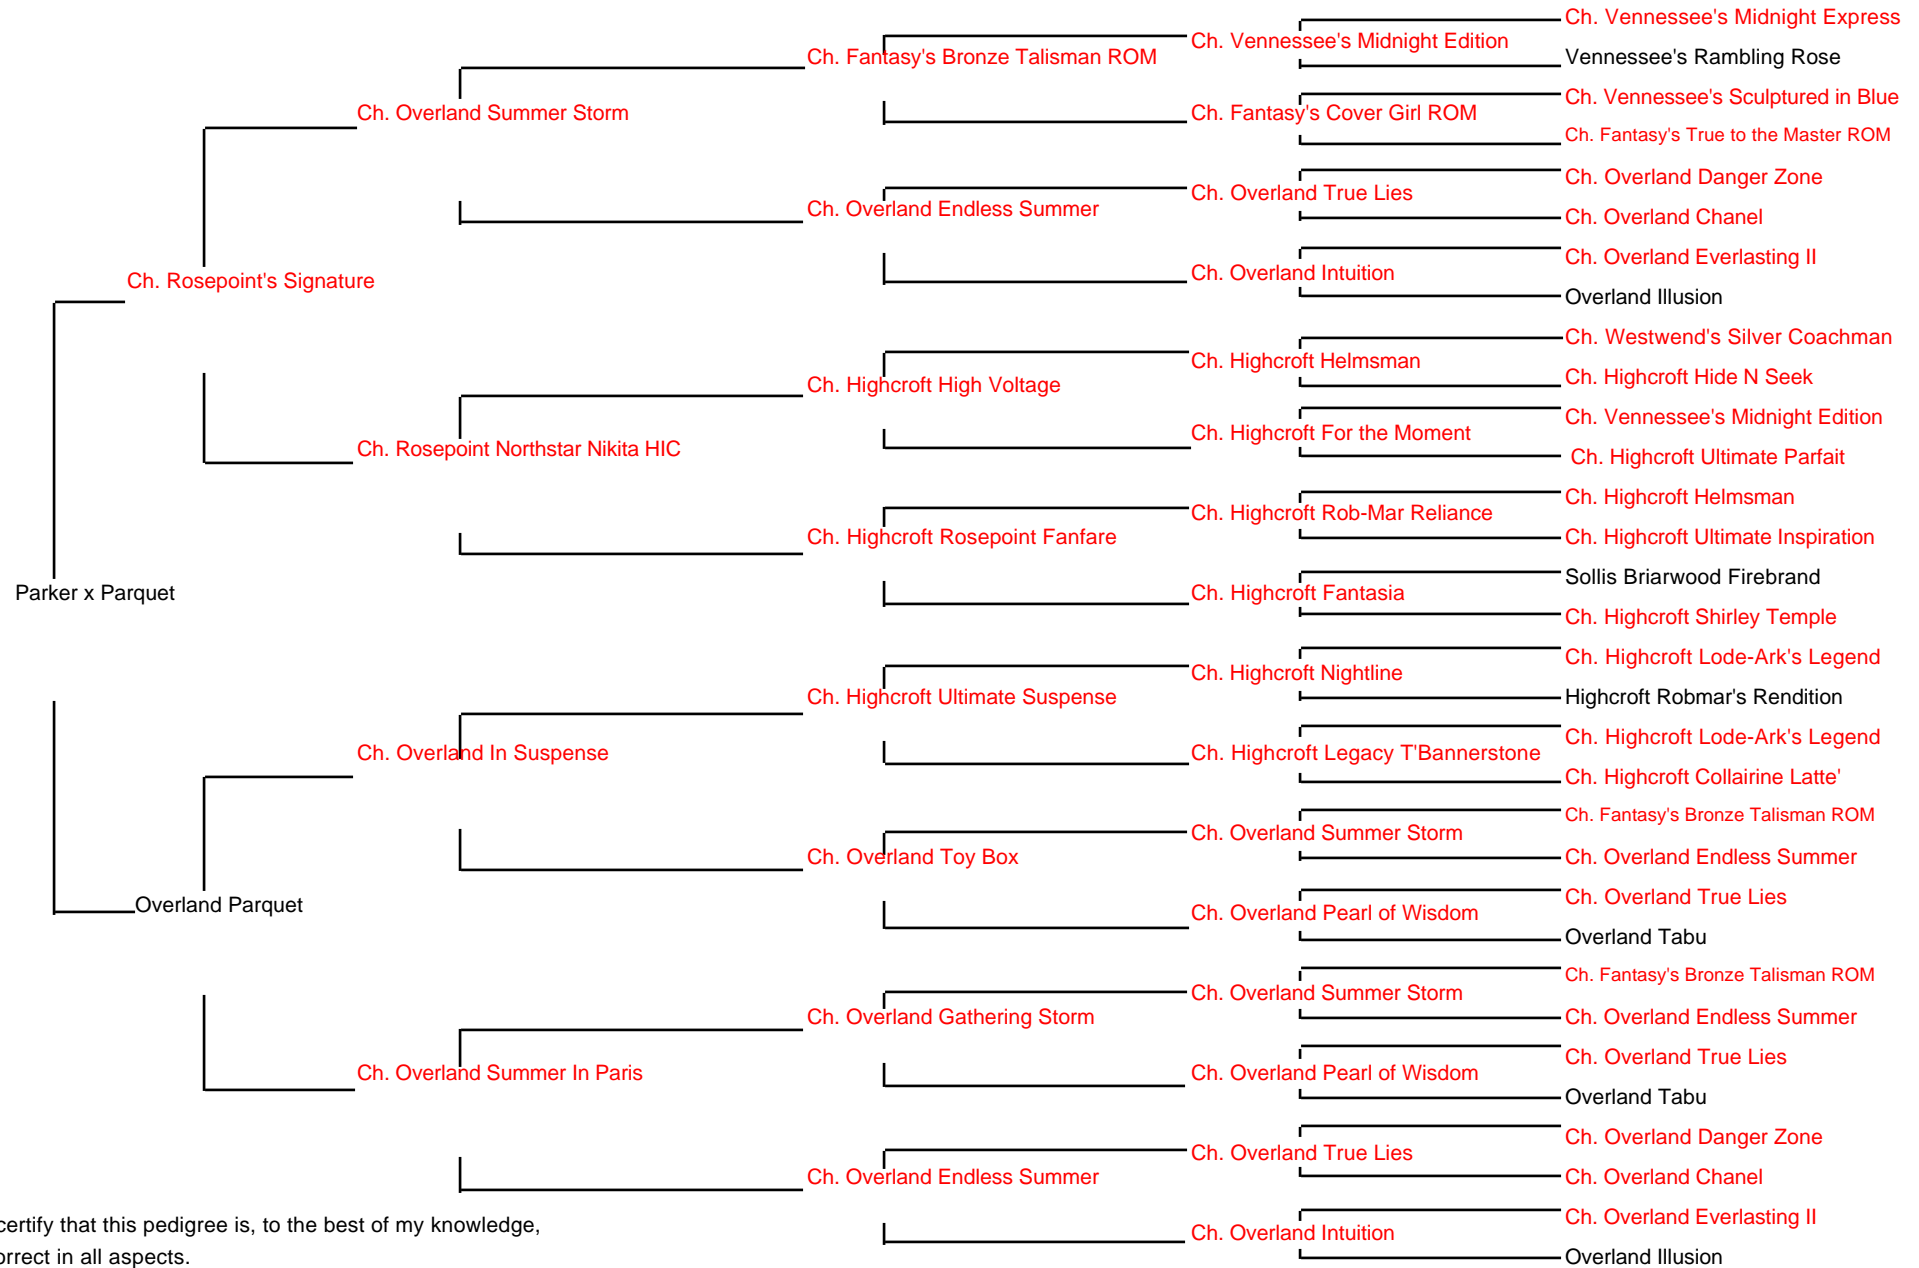 Ch. Vennessee's Midnight Express
Ch. Vennessee's Midnight Edition
Ch. Fantasy's Bronze Talisman ROM
Vennessee's Rambling Rose
Ch. Vennessee's Sculptured in Blue
Ch. Overland Summer Storm
Ch. Fantasy's Cover Girl ROM
Ch. Fantasy's True to the Master ROM
Ch. Overland Danger Zone
Ch. Overland True Lies
Ch. Overland Endless Summer
Ch. Overland Chanel
Ch. Overland Everlasting II
Ch. Rosepoint's Signature
Ch. Overland Intuition
Overland Illusion
Ch. Westwend's Silver Coachman
Ch. Highcroft Helmsman
Ch. Highcroft High Voltage
Ch. Highcroft Hide N Seek
Ch. Vennessee's Midnight Edition
Ch. Highcroft For the Moment
Ch. Rosepoint Northstar Nikita HIC
Ch. Highcroft Ultimate Parfait
Ch. Highcroft Helmsman
Ch. Highcroft Rob-Mar Reliance
Ch. Highcroft Rosepoint Fanfare
Ch. Highcroft Ultimate Inspiration
Sollis Briarwood Firebrand
Parker x Parquet
Ch. Highcroft Fantasia
Ch. Highcroft Shirley Temple
Ch. Highcroft Lode-Ark's Legend
Ch. Highcroft Nightline
Ch. Highcroft Ultimate Suspense
Highcroft Robmar's Rendition
Ch. Highcroft Lode-Ark's Legend
Ch. Overland In Suspense
Ch. Highcroft Legacy T'Bannerstone
Ch. Highcroft Collairine Latte'
Ch. Fantasy's Bronze Talisman ROM
Ch. Overland Summer Storm
Ch. Overland Toy Box
Ch. Overland Endless Summer
Ch. Overland True Lies
Overland Parquet
Ch. Overland Pearl of Wisdom
Overland Tabu
Ch. Fantasy's Bronze Talisman ROM
Ch. Overland Summer Storm
Ch. Overland Gathering Storm
Ch. Overland Endless Summer
Ch. Overland True Lies
Ch. Overland Summer In Paris
Ch. Overland Pearl of Wisdom
Overland Tabu
Ch. Overland Danger Zone
Ch. Overland True Lies
Ch. Overland Endless Summer
Ch. Overland Chanel
Ch. Overland Everlasting II
Ch. Overland Intuition
Overland Illusion
certify that this pedigree is, to the best of my knowledge,
orrect in all aspects.